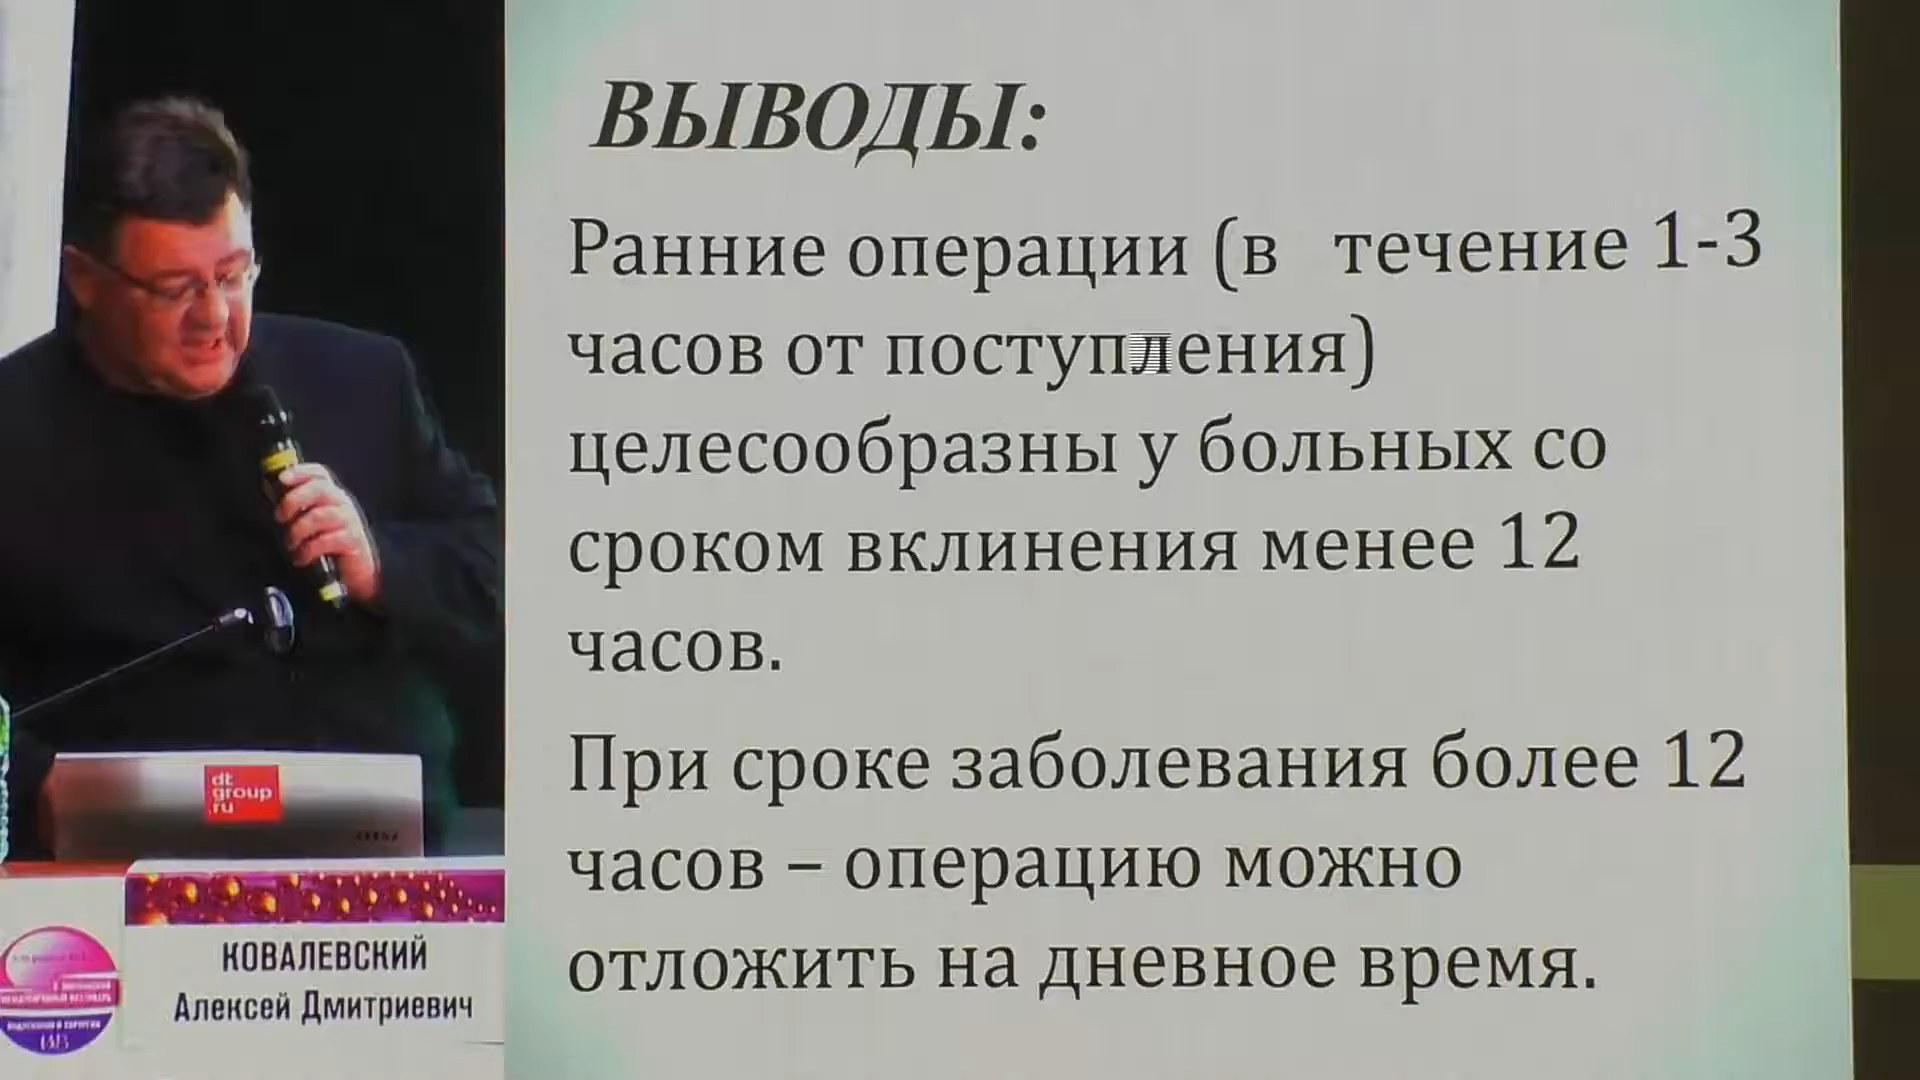 ВЫВОДЫ:
Ранние операции (в течение 1-3
часов от поступления)
целесообразны у больных со
сроком вклинения менее 12
часов.
При сроке заболевания более 12
часов – операцию можно
отложить на дневное время.
dt
group
.ru
КОВАЛЕВСКИЙ
Алексей Дмитриевич